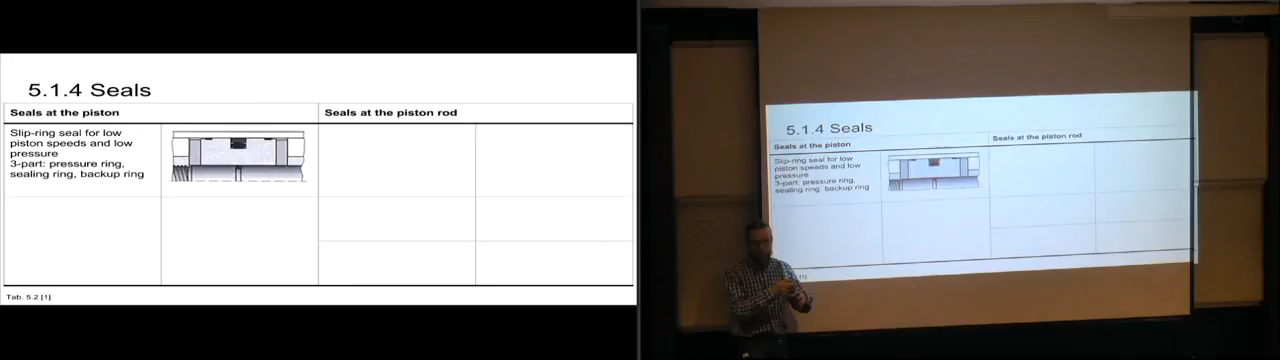 5.1.4 Seals
Seals at the piston
Seals at the piston rod
Slip-ring seal for low
piston speeds and low
pressure
3-part: pressure ring,
sealing ring, backup ring
Tab. 5.2 [1]
5.1.4 Seals
Seals at the piston
Seals at the piston rod
Slip-ring seal for low
piston speeds and low
pressure
3-part: pressure ring,
sealing ring, backup ring
[1]